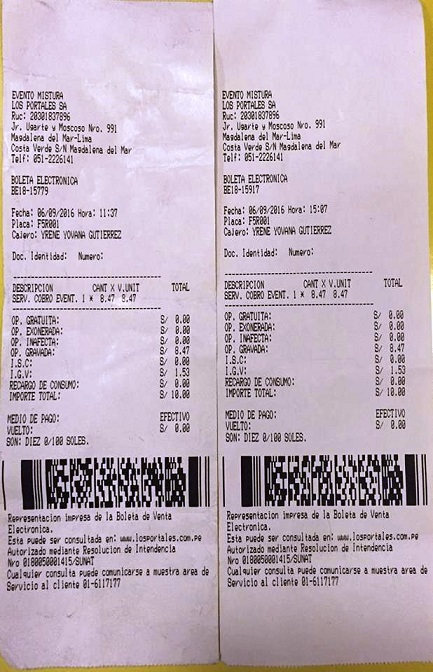 EVENTO MISTURA
LOS PORTALES SA
Ruc: 20301837896
Jr. Ugarte y Moscoso Nro. 991
Magdalena del Mar-Lima
Costa Verde S/N Magdalena del Mar
Telf: 051-2226141
BOLETA ELECTRONICA
BE18-15779
Fecha: 06/09/2016 Hora: 11:37
Placa: F5R001
Cajero: YRENE YOVANA GUTIERREZ
Doc. Identidad: Numero:
DESCRIPCION CANT X V.UNIT TOTAL
SERV. COBRO EVENT. 1 * 8.47 8.47
OP. GRATUITA: S/ 0.00
OP. EXONERADA: S/ 0.00
OP. INAFECTA: S/ 0.00
OP. GRAVADA: S/ 8.47
I.S.C: S/ 0.00
I.G.V: S/ 1.53
RECARGO DE CONSUMO: S/ 0.00
IMPORTE TOTAL: S/ 10.00
MEDIO DE PAGO: EFECTIVO
VUELTO: S/ 0.00
SON: DIEZ 0/100 SOLES.
Representacion impresa de la Boleta de Venta
Electronica.
Esta puede ser consultada en: www.losportales.com.pe
Autorizado mediante Resolucion de Intendencia
Nro 0180050001415/SUNAT
Cualquier consulta puede comunicarse a nuestra area de
Servicio al cliente 01-6117177
EVENTO MISTURA
LOS PORTALES SA
Ruc: 20301837896
Jr. Ugarte y Moscoso Nro. 991
Magdalena del Mar-Lima
Costa Verde S/N Magdalena del Mar
Telf: 051-2226141
BOLETA ELECTRONICA
BE18-15917
Fecha: 06/09/2016 Hora: 15:07
Placa: F5R001
Cajero: YRENE YOVANA GUTIERREZ
Doc. Identidad: Numero:
DESCRIPCION CANT X V.UNIT TOTAL
SERV. COBRO EVENT. 1 * 8.47 8.47
OP. GRATUITA: S/ 0.00
OP. EXONERADA: S/ 0.00
OP. INAFECTA: S/ 0.00
OP. GRAVADA: S/ 8.47
I.S.C: S/ 0.00
I.G.V: S/ 1.53
RECARGO DE CONSUMO: S/ 0.00
IMPORTE TOTAL: S/ 10.00
MEDIO DE PAGO: EFECTIVO
VUELTO: S/ 0.00
SON: DIEZ 0/100 SOLES.
Representacion impresa de la Boleta de Venta
Electronica.
Esta puede ser consultada en: www.losportales.com.pe
Autorizado mediante Resolucion de Intendencia
Nro 0180050001415/SUNAT
Cualquier consulta puede comunicarse a nuestra area de
Servicio al cliente 01-6117177